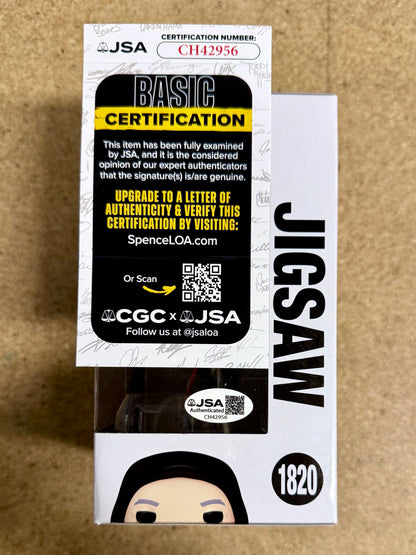 JSA
CERTIFICATION NUMBER:
CH42956
BASIC
CERTIFICATION
This item has been fully examined
by JSA, and it is the considered
opinion of our expert authenticators
that the signature(s) is/are genuine.
UPGRADE TO A LETTER OF
AUTHENTICITY & VERIFY THIS
CERTIFICATION BY VISITING:
SpenceLOA.com
Or Scan
CGC x JSA
Follow us at @jsaloa
JIGSAW
JSA
Authenticated
CH42956
1820